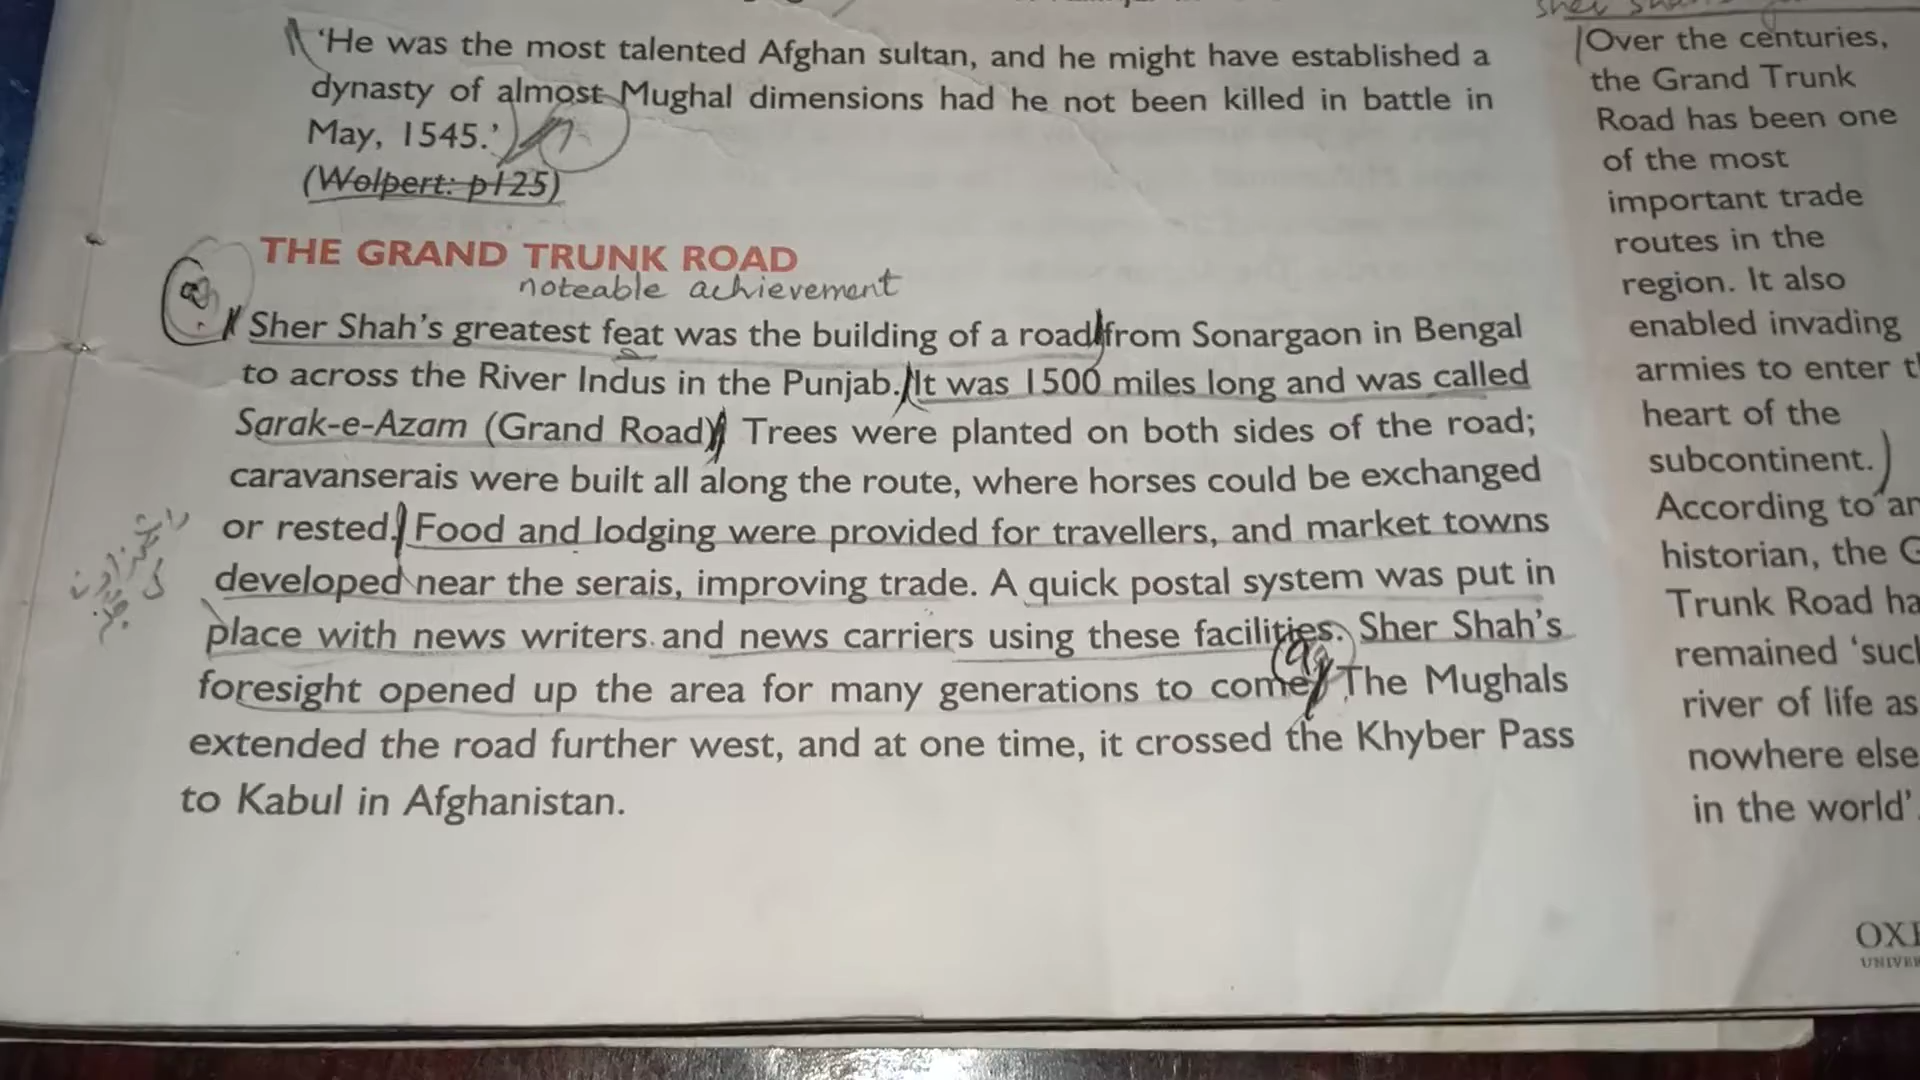 'He was the most talented Afghan sultan, and he might have established a
dynasty of almost Mughal dimensions had he not been killed in battle in
May, 1545.'
(Wolpert: p125)
THE GRAND TRUNK ROAD
noteable achievement
Sher Shah's greatest feat was the building of a road from Sonargaon in Bengal
to across the River Indus in the Punjab. It was 1500 miles long and was called
Sarak-e-Azam (Grand Road). Trees were planted on both sides of the road;
caravanserais were built all along the route, where horses could be exchanged
or rested. Food and lodging were provided for travellers, and market towns
developed near the serais, improving trade. A quick postal system was put in
place with news writers and news carriers using these facilities. Sher Shah's
foresight opened up the area for many generations to come. The Mughals
extended the road further west, and at one time, it crossed the Khyber Pass
to Kabul in Afghanistan.
Over the centuries,
the Grand Trunk
Road has been one
of the most
important trade
routes in the
region. It also
enabled invading
armies to enter t
heart of the
subcontinent.
According to an
historian, the G
Trunk Road ha
remained 'such
river of life as
nowhere else
in the world'.
OXF
UNIVER